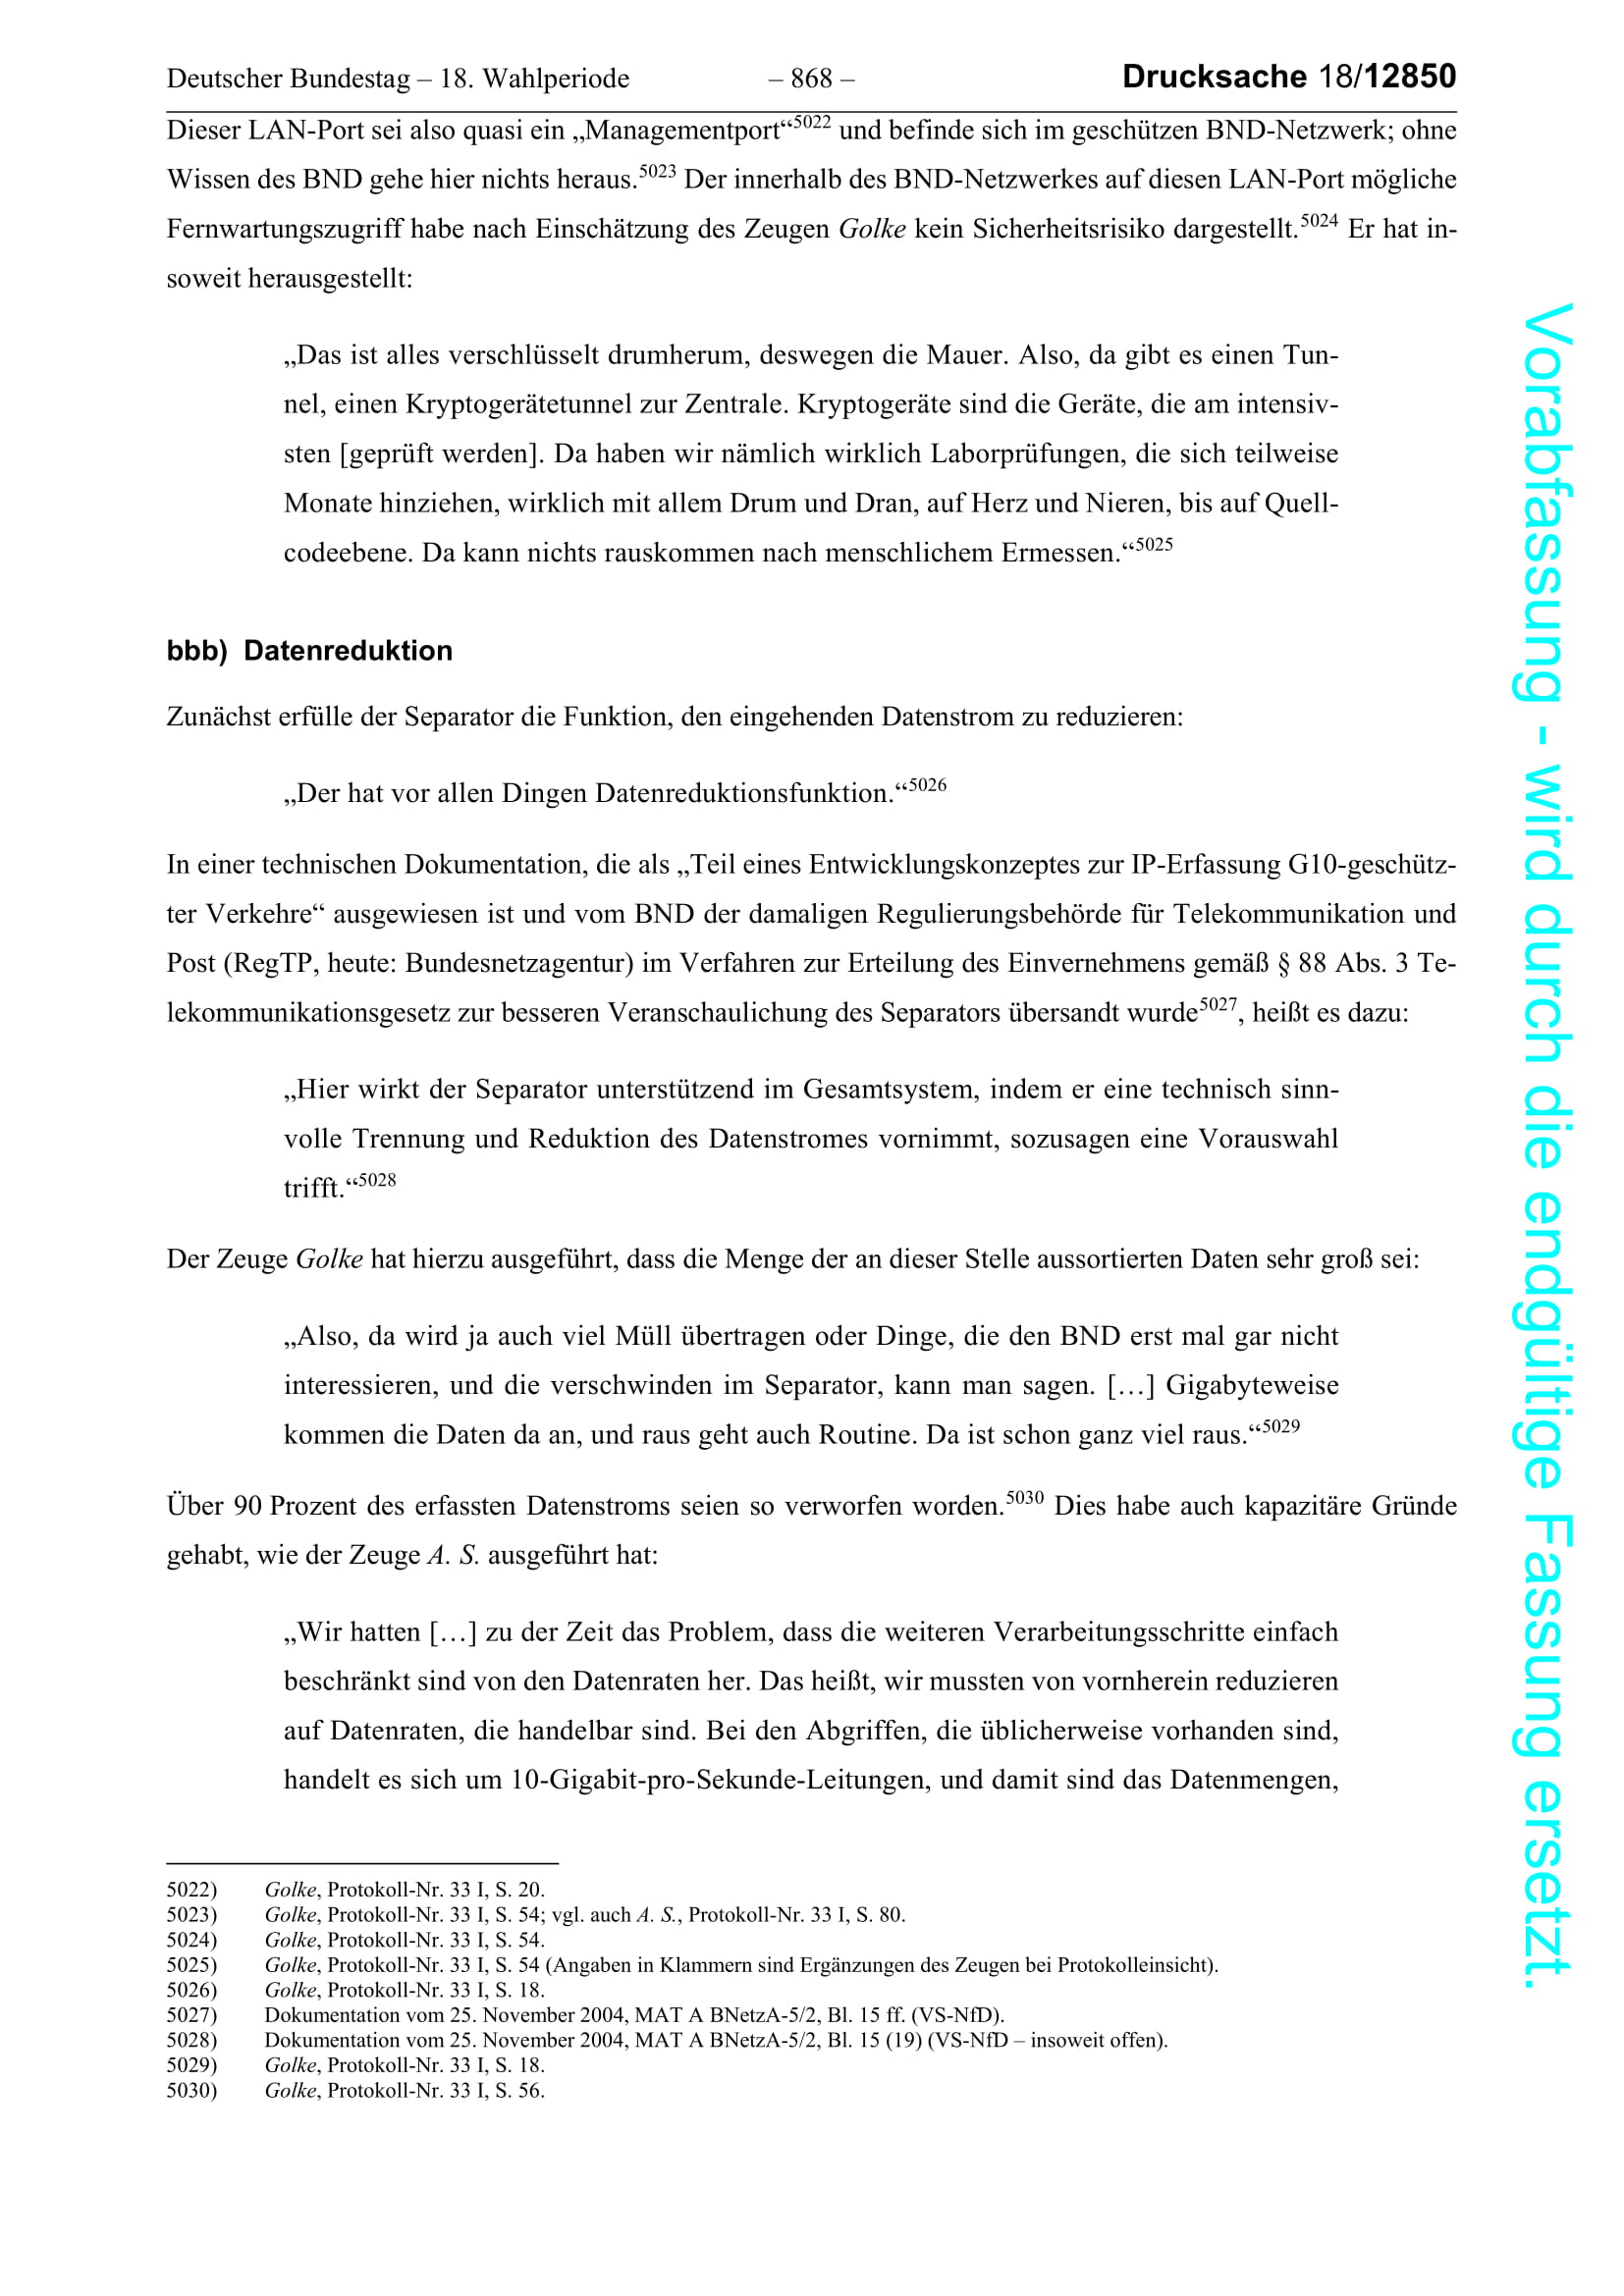 Deutscher Bundestag – 18. Wahlperiode – 868 – Drucksache 18/12850
Dieser LAN-Port sei also quasi ein „Managementport“5022 und befinde sich im geschützen BND-Netzwerk; ohne
Wissen des BND gehe hier nichts heraus.5023 Der innerhalb des BND-Netzwerkes auf diesen LAN-Port mögliche
Fernwartungszugriff habe nach Einschätzung des Zeugen Golke kein Sicherheitsrisiko dargestellt.5024 Er hat in-
soweit herausgestellt:
„Das ist alles verschlüsselt drumherum, deswegen die Mauer. Also, da gibt es einen Tun-
nel, einen Kryptogerätetunnel zur Zentrale. Kryptogeräte sind die Geräte, die am intensiv-
sten [geprüft werden]. Da haben wir nämlich wirklich Laborprüfungen, die sich teilweise
Monate hinziehen, wirklich mit allem Drum und Dran, auf Herz und Nieren, bis auf Quell-
codeebene. Da kann nichts rauskommen nach menschlichem Ermessen.“5025
bbb) Datenreduktion
Zunächst erfülle der Separator die Funktion, den eingehenden Datenstrom zu reduzieren:
„Der hat vor allen Dingen Datenreduktionsfunktion.“5026
In einer technischen Dokumentation, die als „Teil eines Entwicklungskonzeptes zur IP-Erfassung G10-geschütz-
ter Verkehre“ ausgewiesen ist und vom BND der damaligen Regulierungsbehörde für Telekommunikation und
Post (RegTP, heute: Bundesnetzagentur) im Verfahren zur Erteilung des Einvernehmens gemäß § 88 Abs. 3 Te-
lekommunikationsgesetz zur besseren Veranschaulichung des Separators übersandt wurde5027, heißt es dazu:
„Hier wirkt der Separator unterstützend im Gesamtsystem, indem er eine technisch sinn-
volle Trennung und Reduktion des Datenstromes vornimmt, sozusagen eine Vorauswahl
trifft.“5028
Der Zeuge Golke hat hierzu ausgeführt, dass die Menge der an dieser Stelle aussortierten Daten sehr groß sei:
„Also, da wird ja auch viel Müll übertragen oder Dinge, die den BND erst mal gar nicht
interessieren, und die verschwinden im Separator, kann man sagen. […] Gigabyteweise
kommen die Daten da an, und raus geht auch Routine. Da ist schon ganz viel raus.“5029
Über 90 Prozent des erfassten Datenstroms seien so verworfen worden.5030 Dies habe auch kapazitäre Gründe
gehabt, wie der Zeuge A. S. ausgeführt hat:
„Wir hatten […] zu der Zeit das Problem, dass die weiteren Verarbeitungsschritte einfach
beschränkt sind von den Datenraten her. Das heißt, wir mussten von vornherein reduzieren
auf Datenraten, die handelbar sind. Bei den Abgriffen, die üblicherweise vorhanden sind,
handelt es sich um 10-Gigabit-pro-Sekunde-Leitungen, und damit sind das Datenmengen,
5022) Golke, Protokoll-Nr. 33 I, S. 20.
5023) Golke, Protokoll-Nr. 33 I, S. 54; vgl. auch A. S., Protokoll-Nr. 33 I, S. 80.
5024) Golke, Protokoll-Nr. 33 I, S. 54.
5025) Golke, Protokoll-Nr. 33 I, S. 54 (Angaben in Klammern sind Ergänzungen des Zeugen bei Protokolleinsicht).
5026) Golke, Protokoll-Nr. 33 I, S. 18.
5027) Dokumentation vom 25. November 2004, MAT A BNetzA-5/2, Bl. 15 ff. (VS-NfD).
5028) Dokumentation vom 25. November 2004, MAT A BNetzA-5/2, Bl. 15 (19) (VS-NfD – insoweit offen).
5029) Golke, Protokoll-Nr. 33 I, S. 18.
5030) Golke, Protokoll-Nr. 33 I, S. 56.
Vorabfassung - wird durch die endgültige Fassung ersetzt.